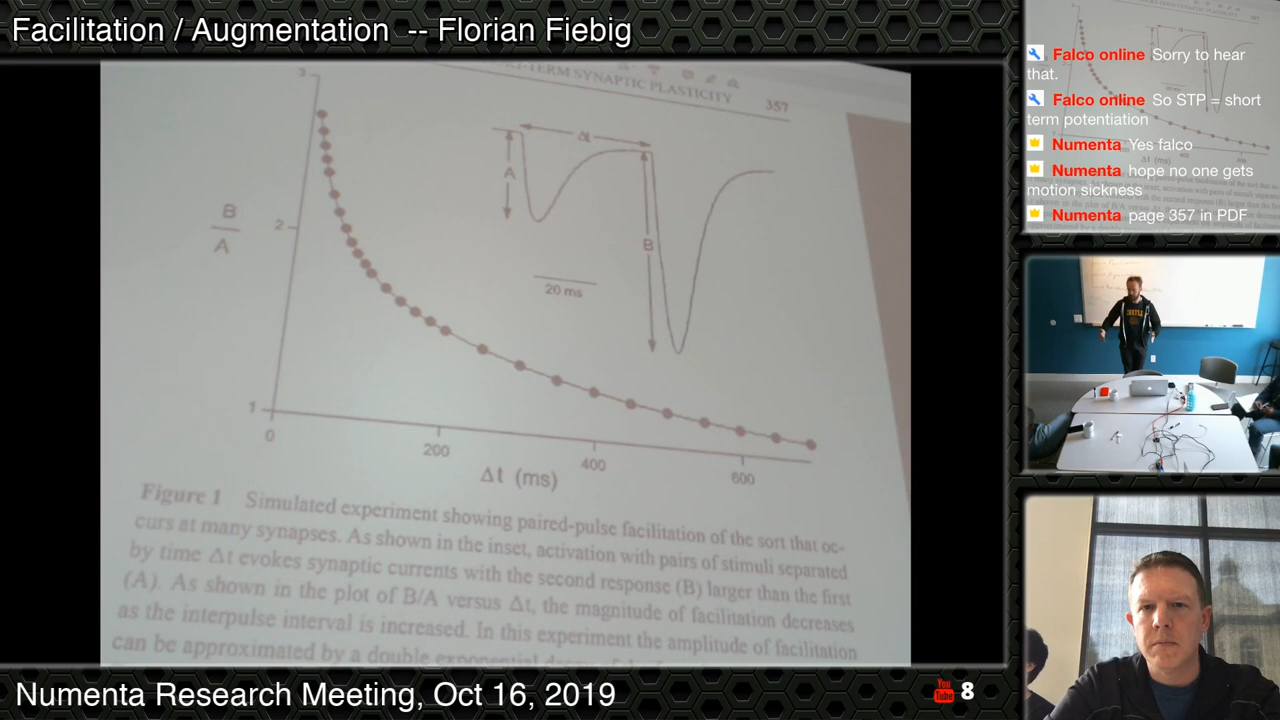 Facilitation / Augmentation -- Florian Fiebig
TERM SYNAPTIC PLASTICITY 357
3
Δt
A
B
A
2
B
20 ms
1
0
200
400
600
Δt (ms)
Figure 1 Simulated experiment showing paired-pulse facilitation of the sort that oc-
curs at many synapses. As shown in the inset, activation with pairs of stimuli separated
by time Δt evokes synaptic currents with the second response (B) larger than the first
(A). As shown in the plot of B/A versus Δt, the magnitude of facilitation decreases
as the interpulse interval is increased. In this experiment the amplitude of facilitation
can be approximated by a double exponential
Falco online Sorry to hear
that.
Falco online So STP = short
term potentiation
Numenta Yes falco
Numenta hope no one gets
motion sickness
Numenta page 357 in PDF
Numenta Research Meeting, Oct 16, 2019
You
Tube
8